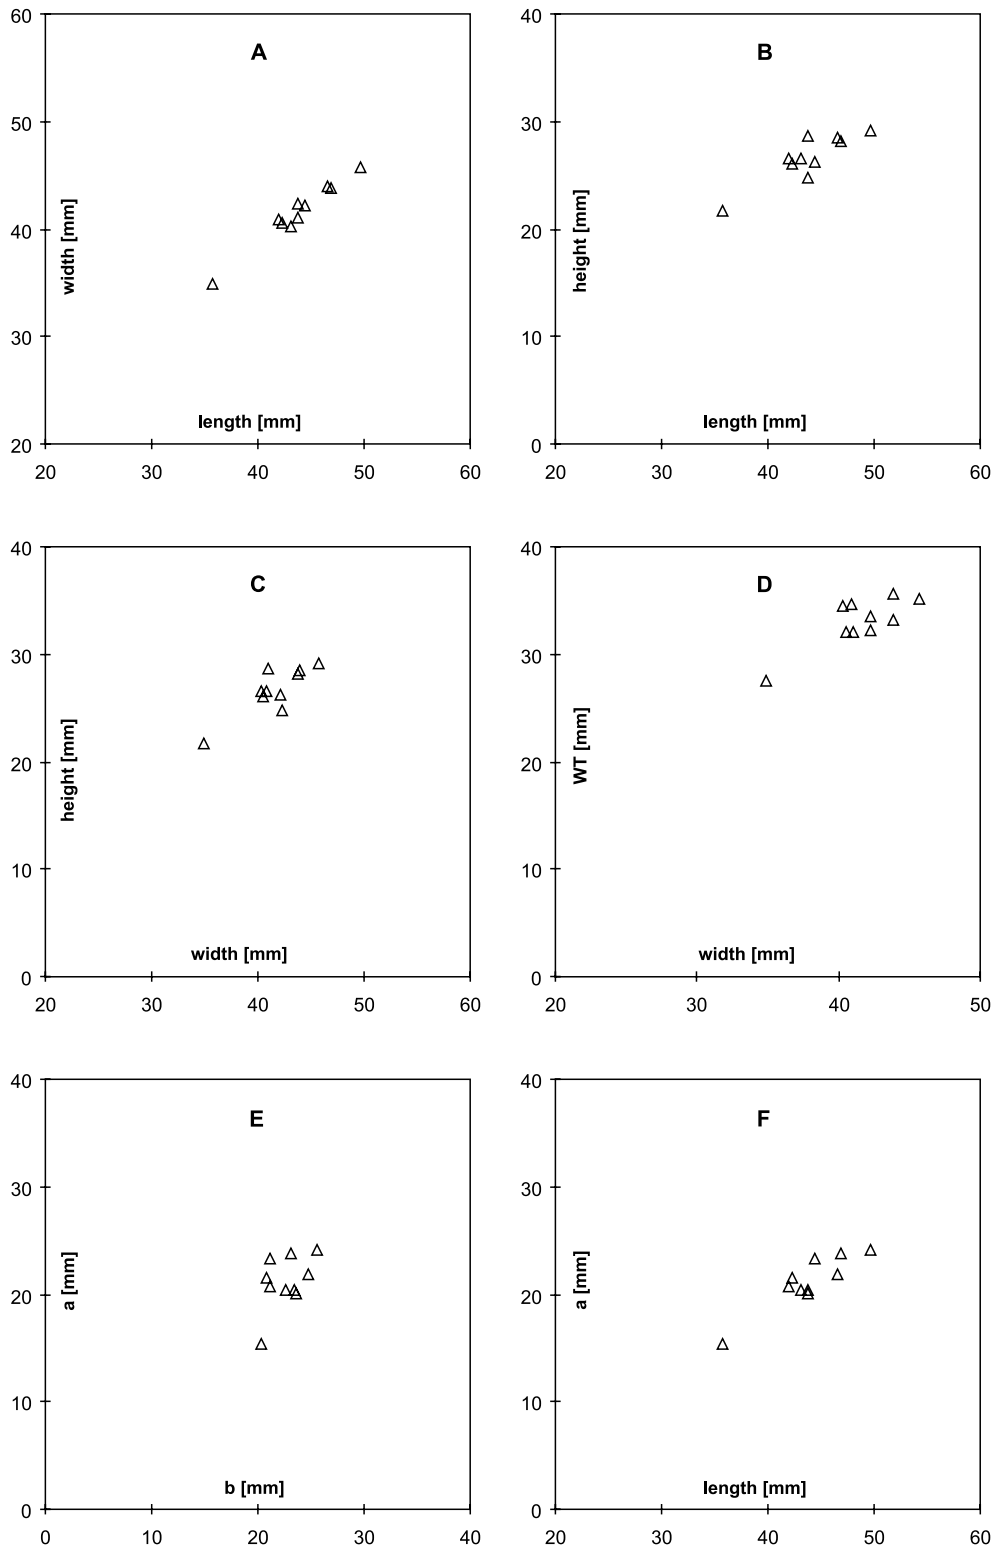 A
60
50
40
30
20
width [mm]
length [mm]
20 30 40 50 60
B
40
30
20
10
0
height [mm]
length [mm]
20 30 40 50 60
C
40
30
20
10
0
height [mm]
width [mm]
20 30 40 50 60
D
40
30
20
10
0
WT [mm]
width [mm]
20 30 40 50
E
40
30
20
10
0
a [mm]
b [mm]
0 10 20 30 40
F
40
30
20
10
0
a [mm]
length [mm]
20 30 40 50 60